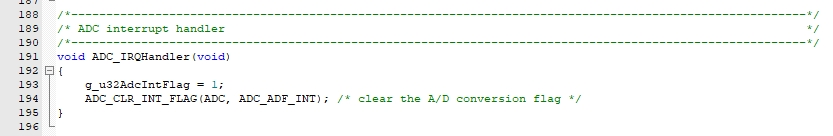 187
188 /*---------------------------------------------------------------------------------------------------------*/
189 /* ADC interrupt handler                                                                                   */
190 /*---------------------------------------------------------------------------------------------------------*/
191 void ADC_IRQHandler(void)
192 {
193     g_u32AdcIntFlag = 1;
194     ADC_CLR_INT_FLAG(ADC, ADC_ADF_INT); /* clear the A/D conversion flag */
195 }
196